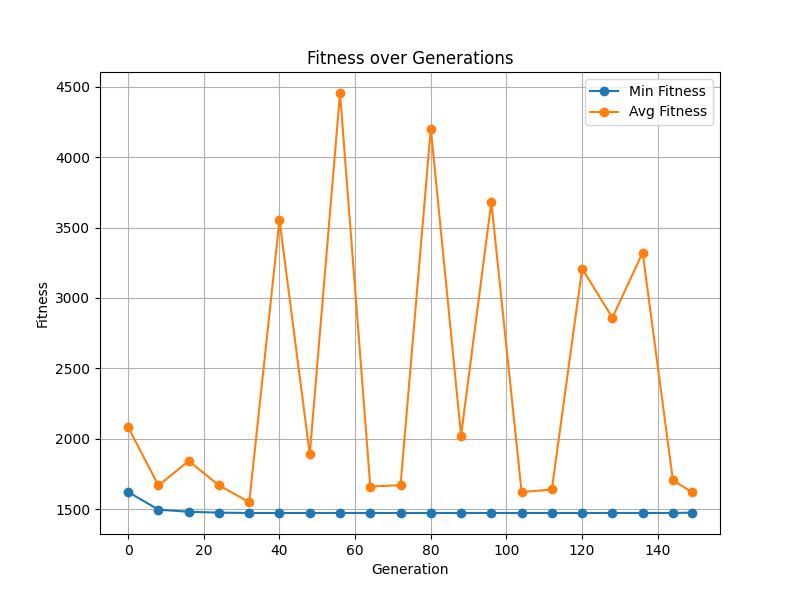 Fitness over Generations
Min Fitness
Avg Fitness
4500
4000
3500
3000
2500
2000
1500
Fitness
0 20 40 60 80 100 120 140
Generation